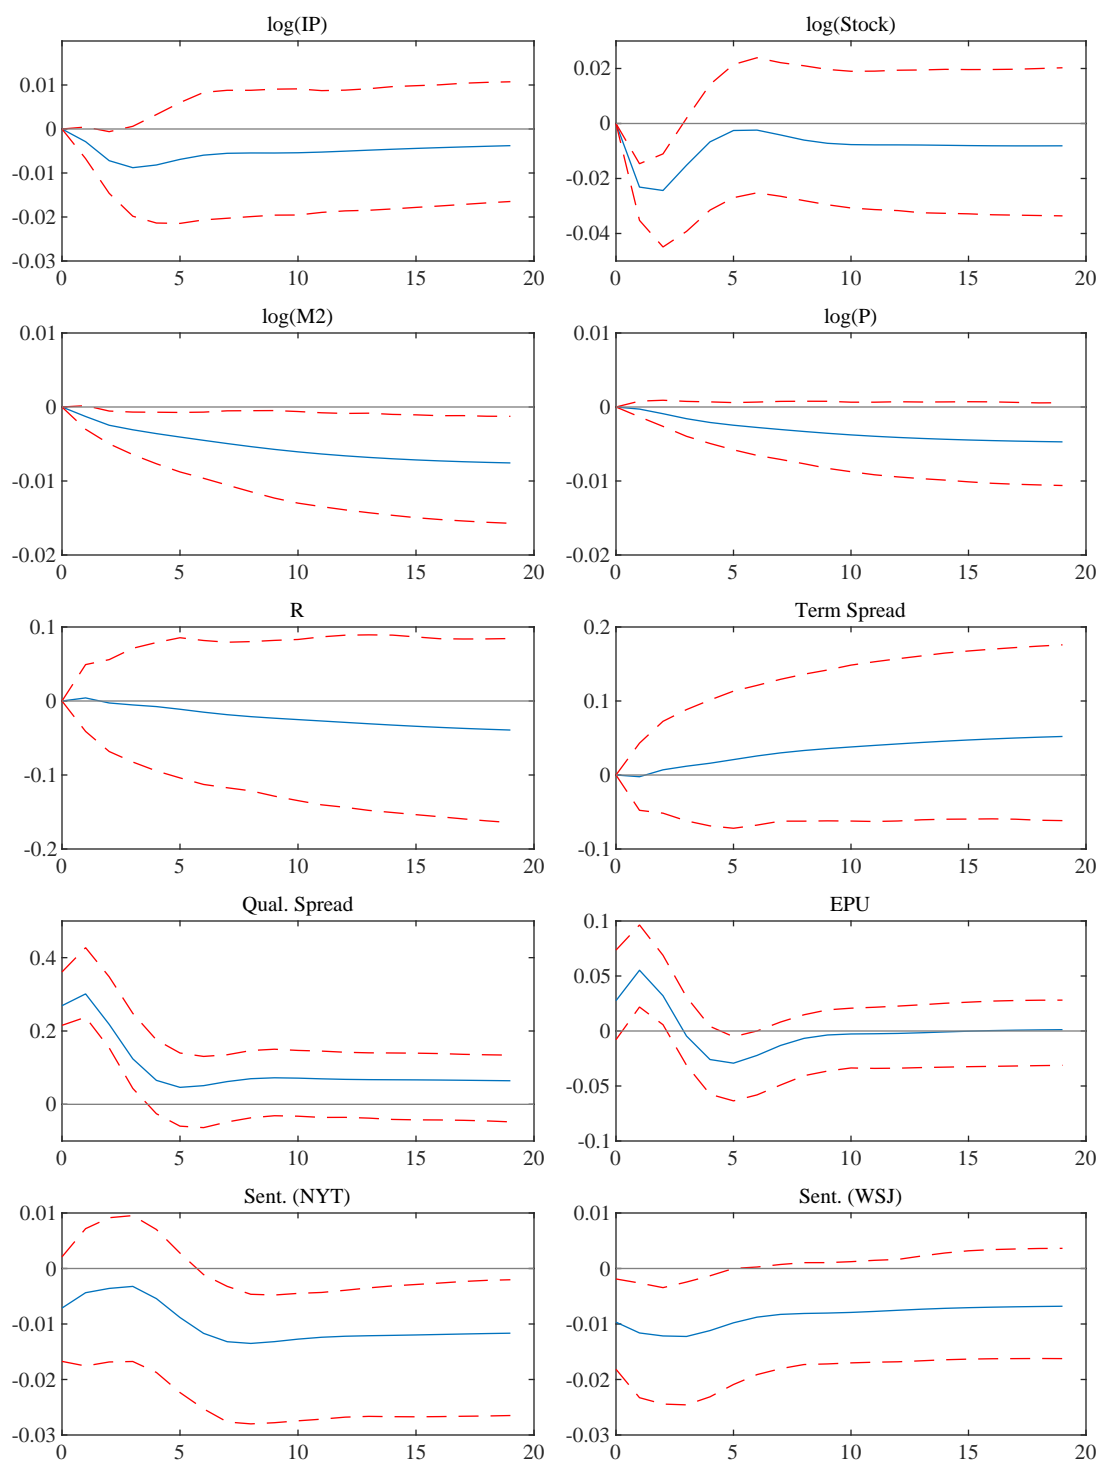 log(IP)
0.01
0
-0.01
-0.02
-0.03
0 5 10 15 20
log(Stock)
0.02
0
-0.02
-0.04
0 5 10 15 20
log(M2)
0.01
0
-0.01
-0.02
0 5 10 15 20
log(P)
0.01
0
-0.01
-0.02
0 5 10 15 20
R
0.1
0
-0.1
-0.2
0 5 10 15 20
Term Spread
0.2
0.1
0
-0.1
0 5 10 15 20
Qual. Spread
0.4
0.2
0
0 5 10 15 20
EPU
0.1
0.05
0
-0.05
-0.1
0 5 10 15 20
Sent. (NYT)
0.01
0
-0.01
-0.02
-0.03
0 5 10 15 20
Sent. (WSJ)
0.01
0
-0.01
-0.02
-0.03
0 5 10 15 20